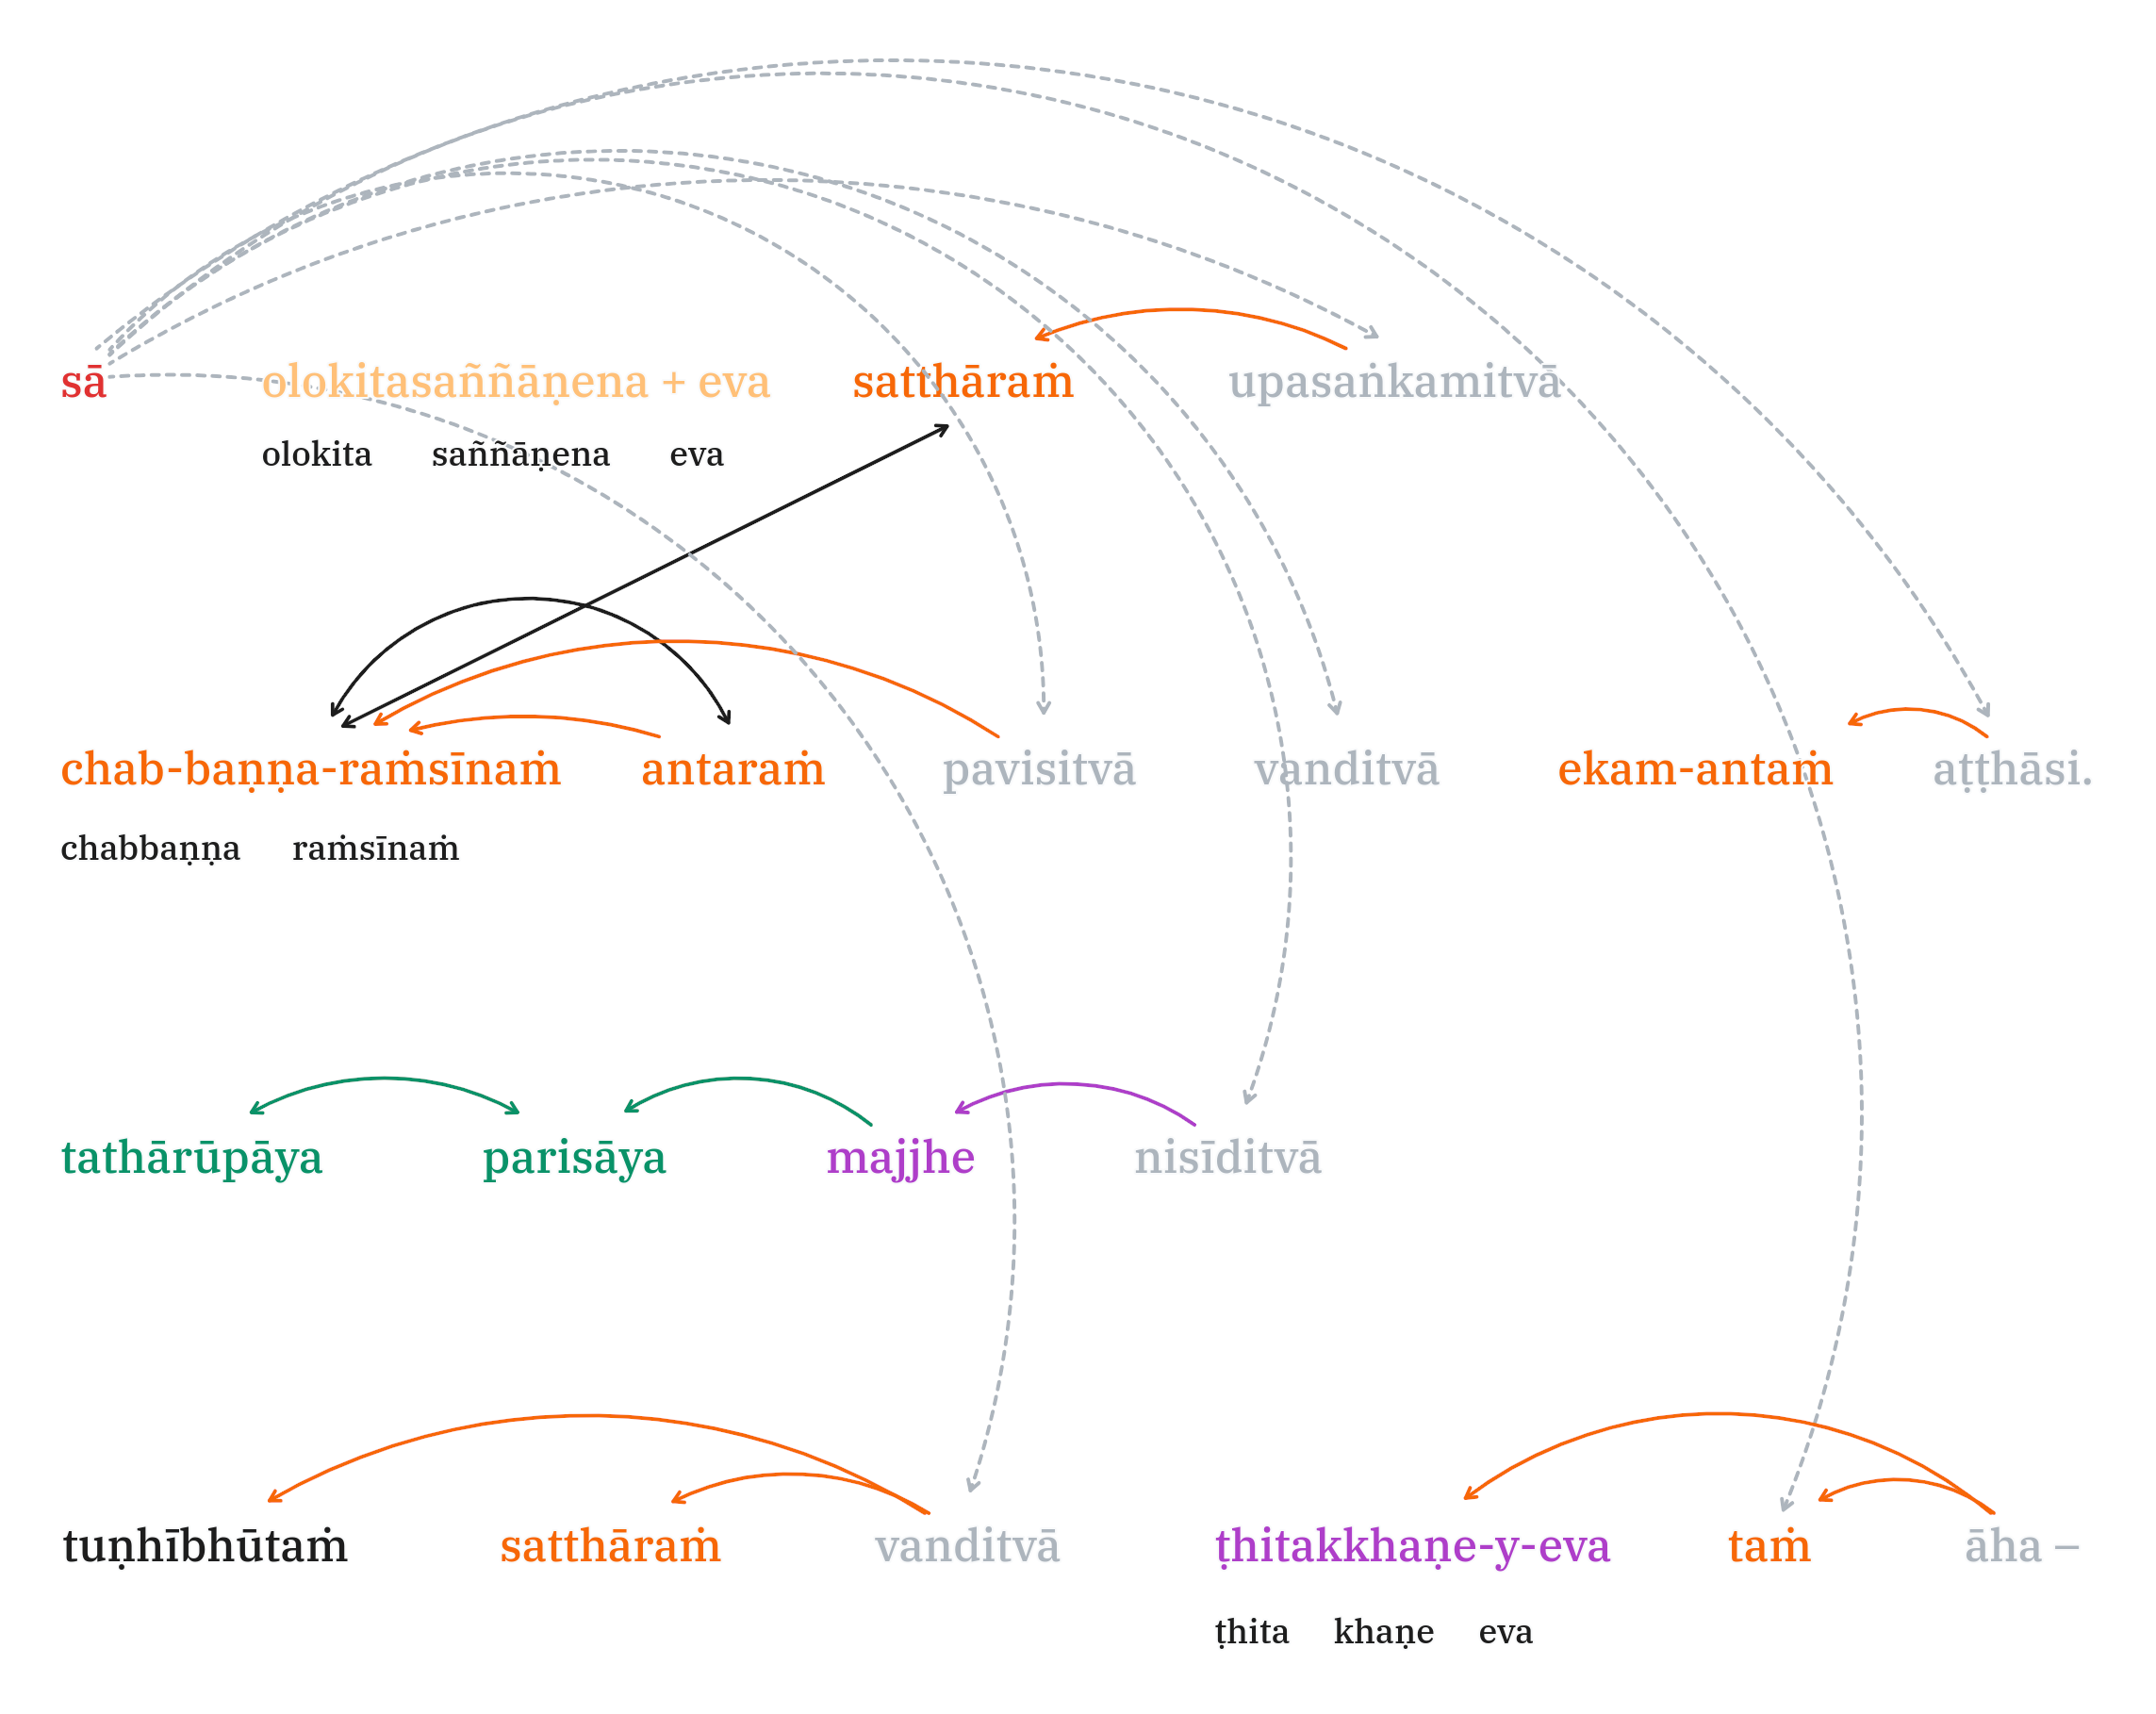 sā olokitasaññāṇena + eva satthāraṁ upasaṅkamitvā
olokita saññāṇena eva
chab-baṇṇa-raṁsīnaṁ antaraṁ pavisitvā vanditvā ekam-antaṁ aṭṭhāsi.
chabbaṇṇa raṁsīnaṁ
tathārūpāya parisāya majjhe nisīditvā
tuṇhībhūtaṁ satthāraṁ vanditvā ṭhitakkhaṇe-y-eva taṁ āha –
ṭhita khaṇe eva